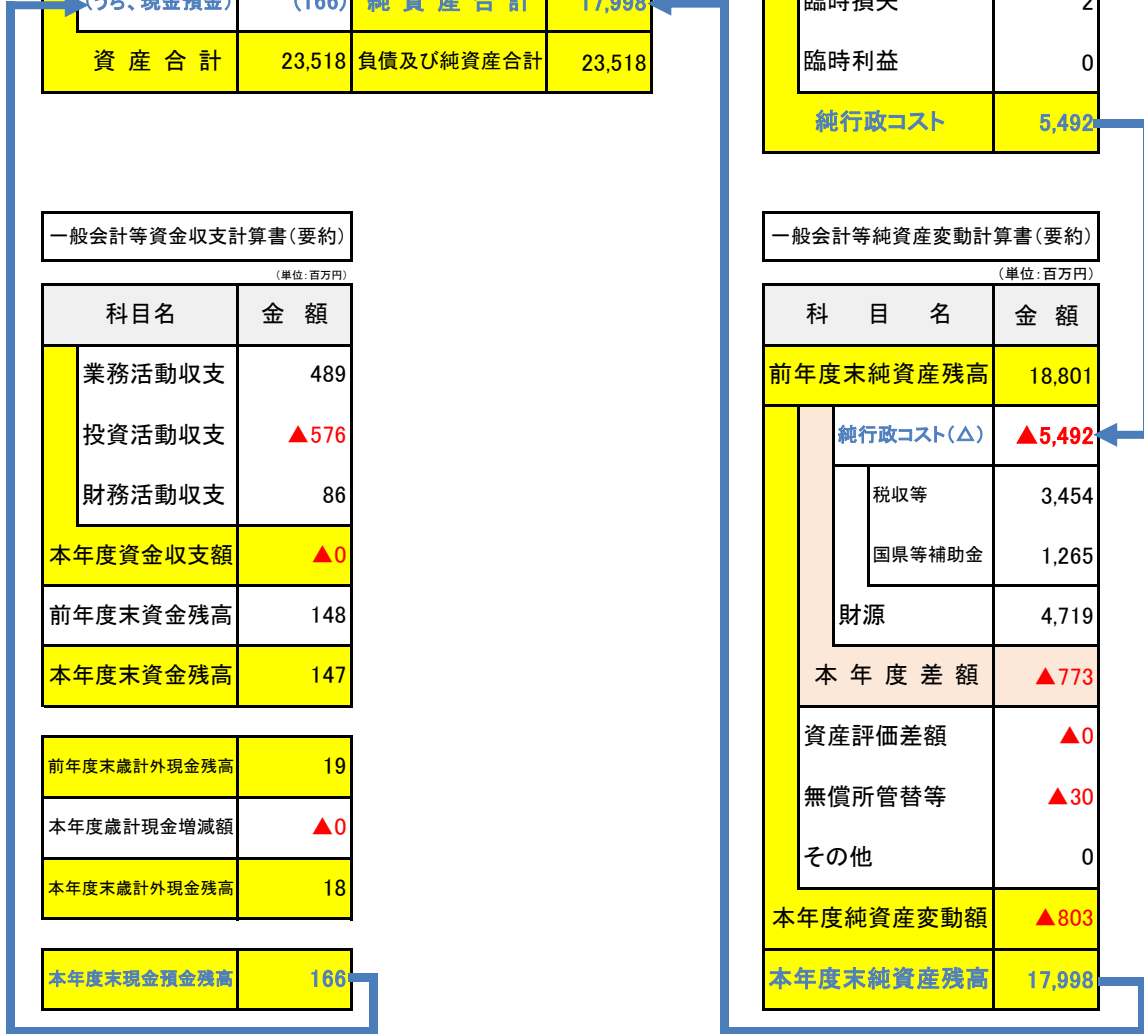 (うち、現金預金) (166) 純資産合計 17,998
資産合計 23,518 負債及び純資産合計 23,518
臨時損失 2
臨時利益 0
純行政コスト 5,492
一般会計等資金収支計算書(要約)
(単位:百万円)
科目名 金額
業務活動収支 489
投資活動収支 ▲576
財務活動収支 86
本年度資金収支額 ▲0
前年度末資金残高 148
本年度末資金残高 147
前年度末歳計外現金残高 19
本年度歳計現金増減額 ▲0
本年度末歳計外現金残高 18
本年度末現金預金残高 166
一般会計等純資産変動計算書(要約)
(単位:百万円)
科目名 金額
前年度末純資産残高 18,801
純行政コスト(△) ▲5,492
税収等 3,454
国県等補助金 1,265
財源 4,719
本年度差額 ▲773
資産評価差額 ▲0
無償所管替等 ▲30
その他 0
本年度純資産変動額 ▲803
本年度末純資産残高 17,998